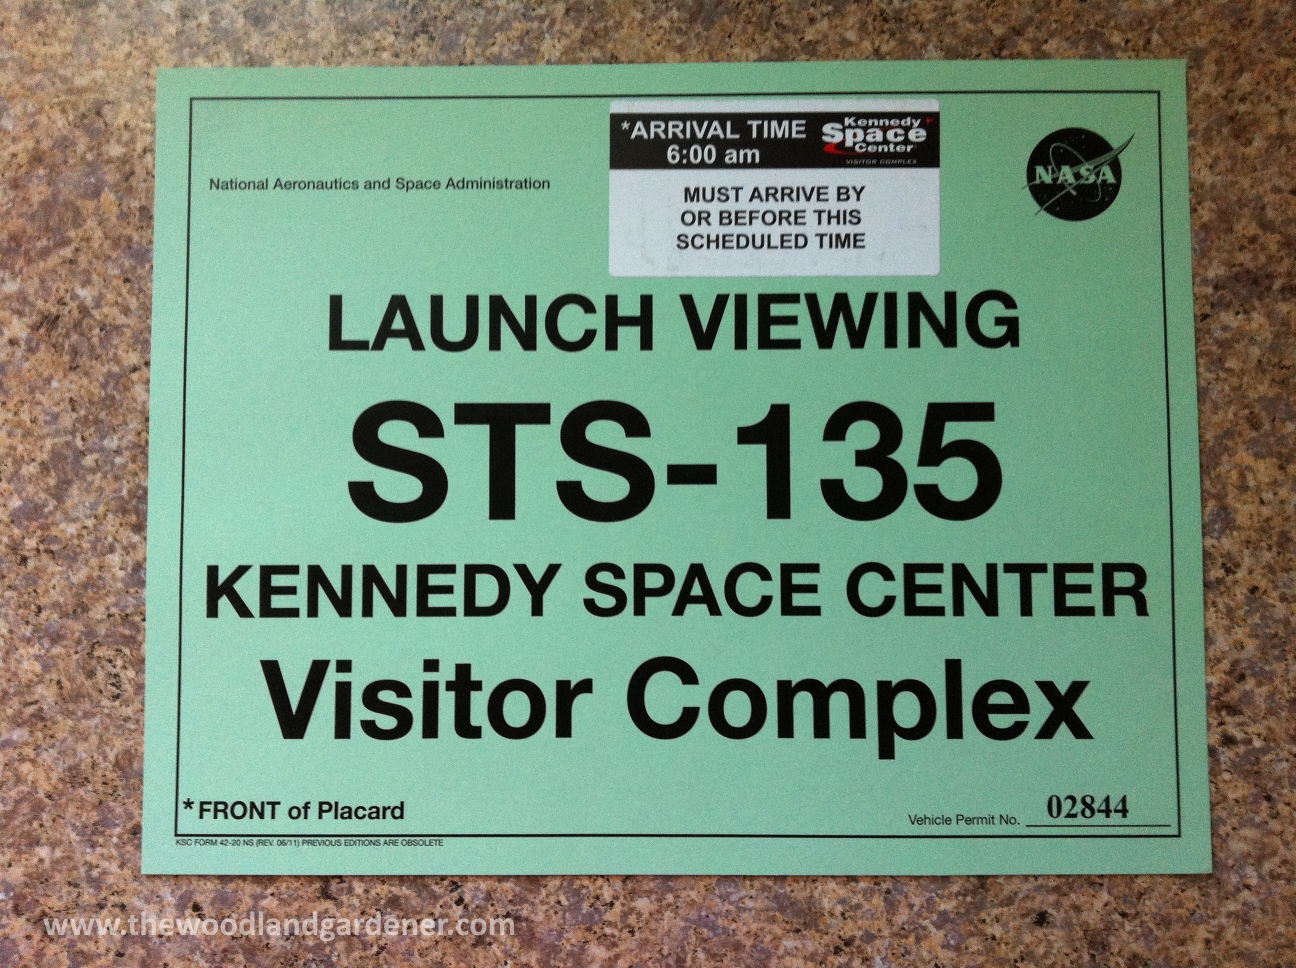 *ARRIVAL TIME
6:00 am
Kennedy
Space
Center
VISITOR COMPLEX
MUST ARRIVE BY
OR BEFORE THIS
SCHEDULED TIME
National Aeronautics and Space Administration
NASA
LAUNCH VIEWING
STS-135
KENNEDY SPACE CENTER
Visitor Complex
*FRONT of Placard
Vehicle Permit No. 02844
KSC FORM 42-20 NS (REV. 06/11) PREVIOUS EDITIONS ARE OBSOLETE
www.thewoodlandgardener.com